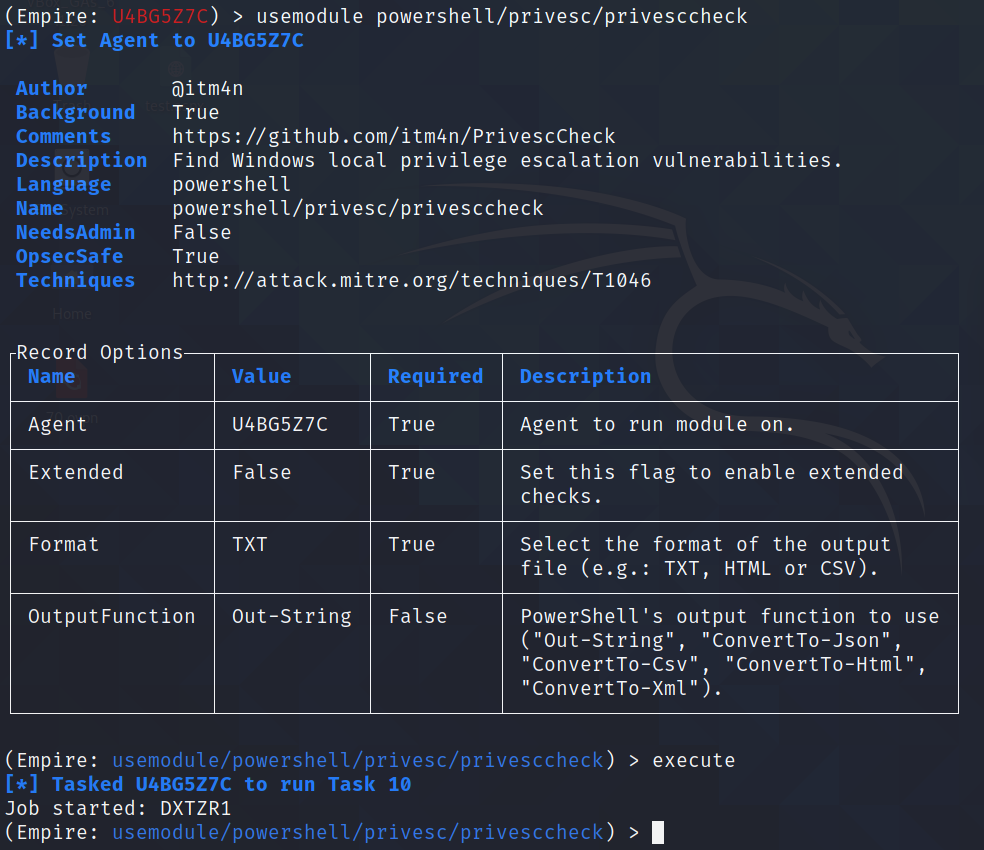 (Empire: U4BG5Z7C) > usemodule powershell/privesc/privesccheck
[*] Set Agent to U4BG5Z7C
Author @itm4n
Background True
Comments https://github.com/itm4n/PrivescCheck
Description Find Windows local privilege escalation vulnerabilities.
Language powershell
Name powershell/privesc/privesccheck
NeedsAdmin False
OpsecSafe True
Techniques http://attack.mitre.org/techniques/T1046
Home
Record Options
Name Value Required Description
Agent U4BG5Z7C True Agent to run module on.
Extended False True Set this flag to enable extended
checks.
Format TXT True Select the format of the output
file (e.g.: TXT, HTML or CSV).
OutputFunction Out-String False PowerShell's output function to use
("Out-String", "ConvertTo-Json",
"ConvertTo-Csv", "ConvertTo-Html",
"ConvertTo-Xml").
(Empire: usemodule/powershell/privesc/privesccheck) > execute
[*] Tasked U4BG5Z7C to run Task 10
Job started: DXTZR1
(Empire: usemodule/powershell/privesc/privesccheck) >